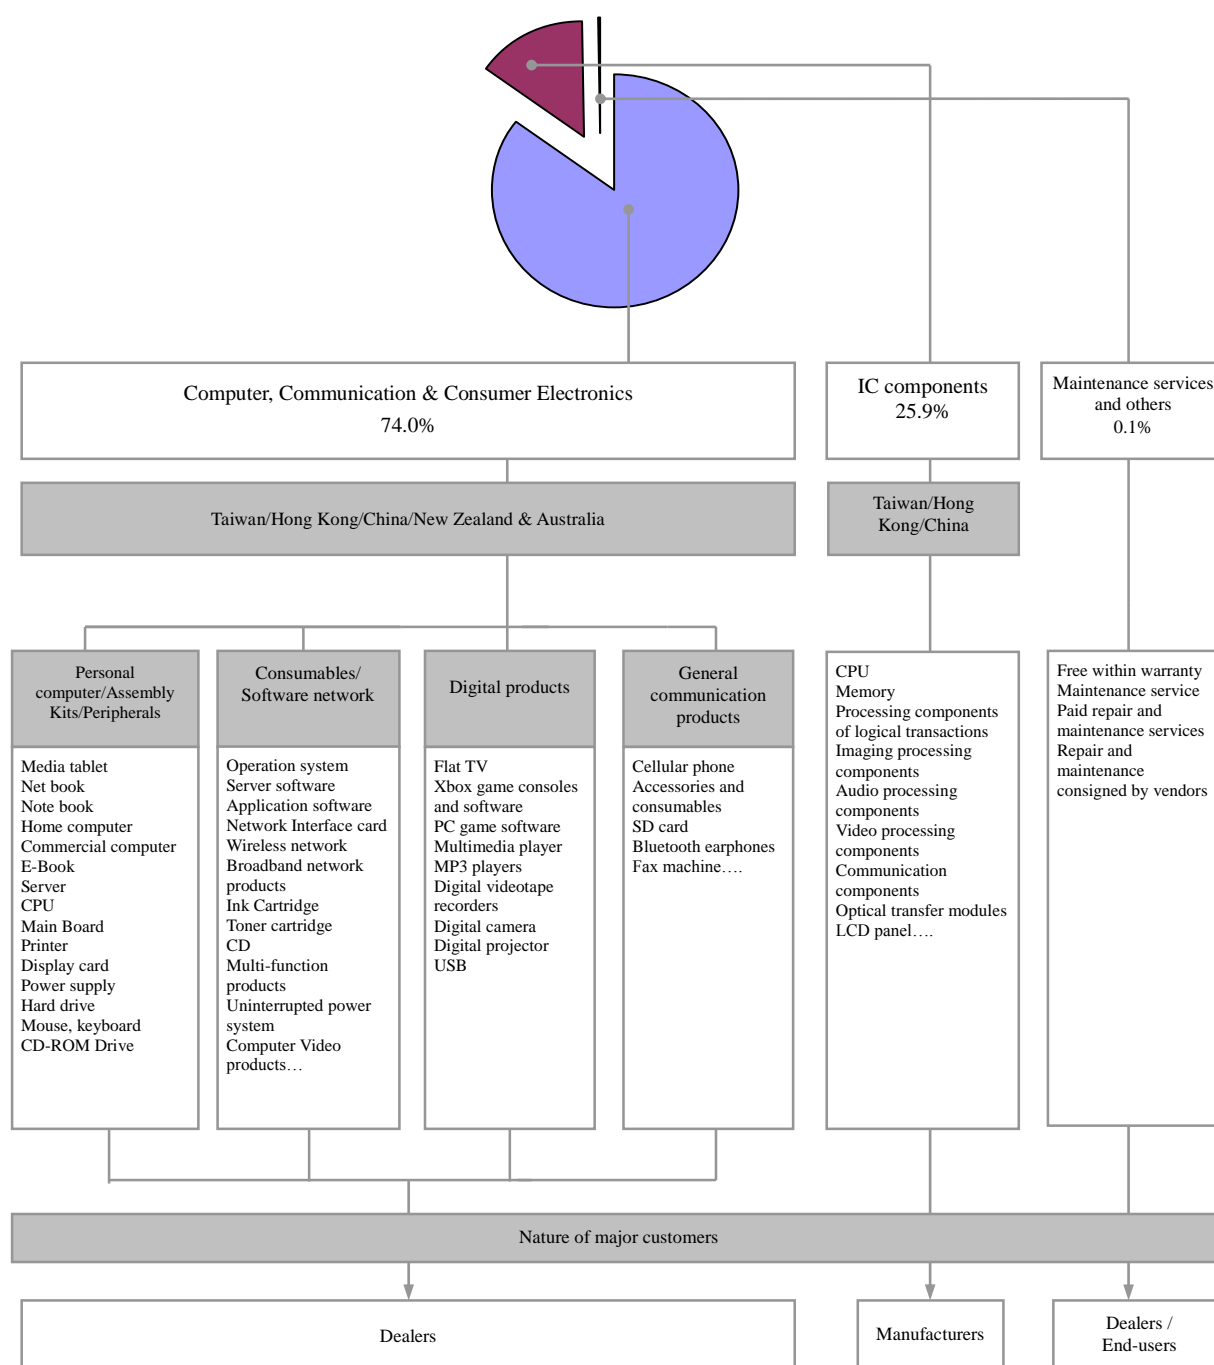 Computer, Communication & Consumer Electronics
74.0%
IC components
25.9%
Maintenance services
and others
0.1%
Taiwan/Hong Kong/China/New Zealand & Australia
Taiwan/Hong
Kong/China
Personal
computer/Assembly
Kits/Peripherals
Media tablet
Net book
Note book
Home computer
Commercial computer
E-Book
Server
CPU
Main Board
Printer
Display card
Power supply
Hard drive
Mouse, keyboard
CD-ROM Drive
Consumables/
Software network
Operation system
Server software
Application software
Network Interface card
Wireless network
Broadband network
products
Ink Cartridge
Toner cartridge
CD
Multi-function
products
Uninterrupted power
system
Computer Video
products…
Digital products
Flat TV
Xbox game consoles
and software
PC game software
Multimedia player
MP3 players
Digital videotape
recorders
Digital camera
Digital projector
USB
General
communication
products
Cellular phone
Accessories and
consumables
SD card
Bluetooth earphones
Fax machine….
CPU
Memory
Processing components
of logical transactions
Imaging processing
components
Audio processing
components
Video processing
components
Communication
components
Optical transfer modules
LCD panel….
Free within warranty
Maintenance service
Paid repair and
maintenance services
Repair and
maintenance
consigned by vendors
Nature of major customers
Dealers
Manufacturers
Dealers /
End-users